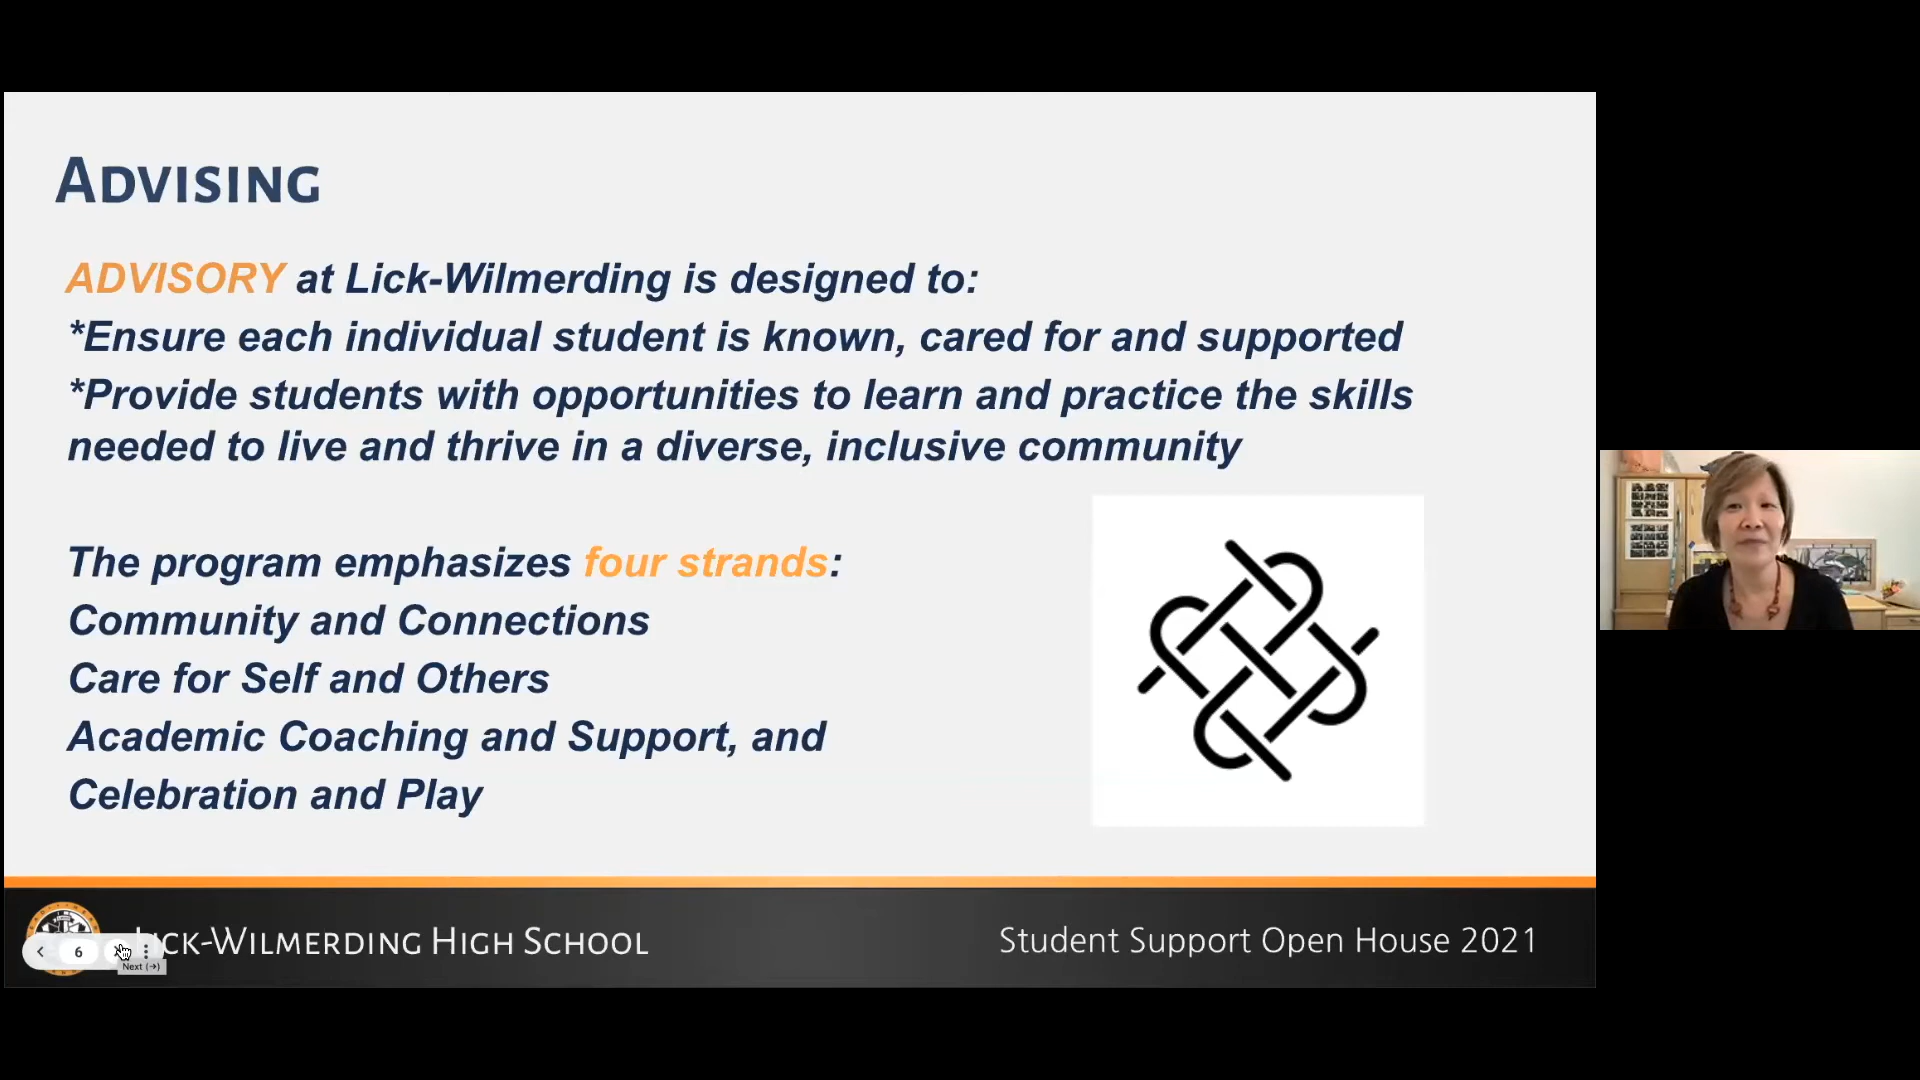 ADVISING
ADVISORY at Lick-Wilmerding is designed to:
*Ensure each individual student is known, cared for and supported
*Provide students with opportunities to learn and practice the skills
needed to live and thrive in a diverse, inclusive community
The program emphasizes four strands:
Community and Connections
Care for Self and Others
Academic Coaching and Support, and
Celebration and Play
6
Next (→)
LICK-WILMERDING HIGH SCHOOL
Student Support Open House 2021